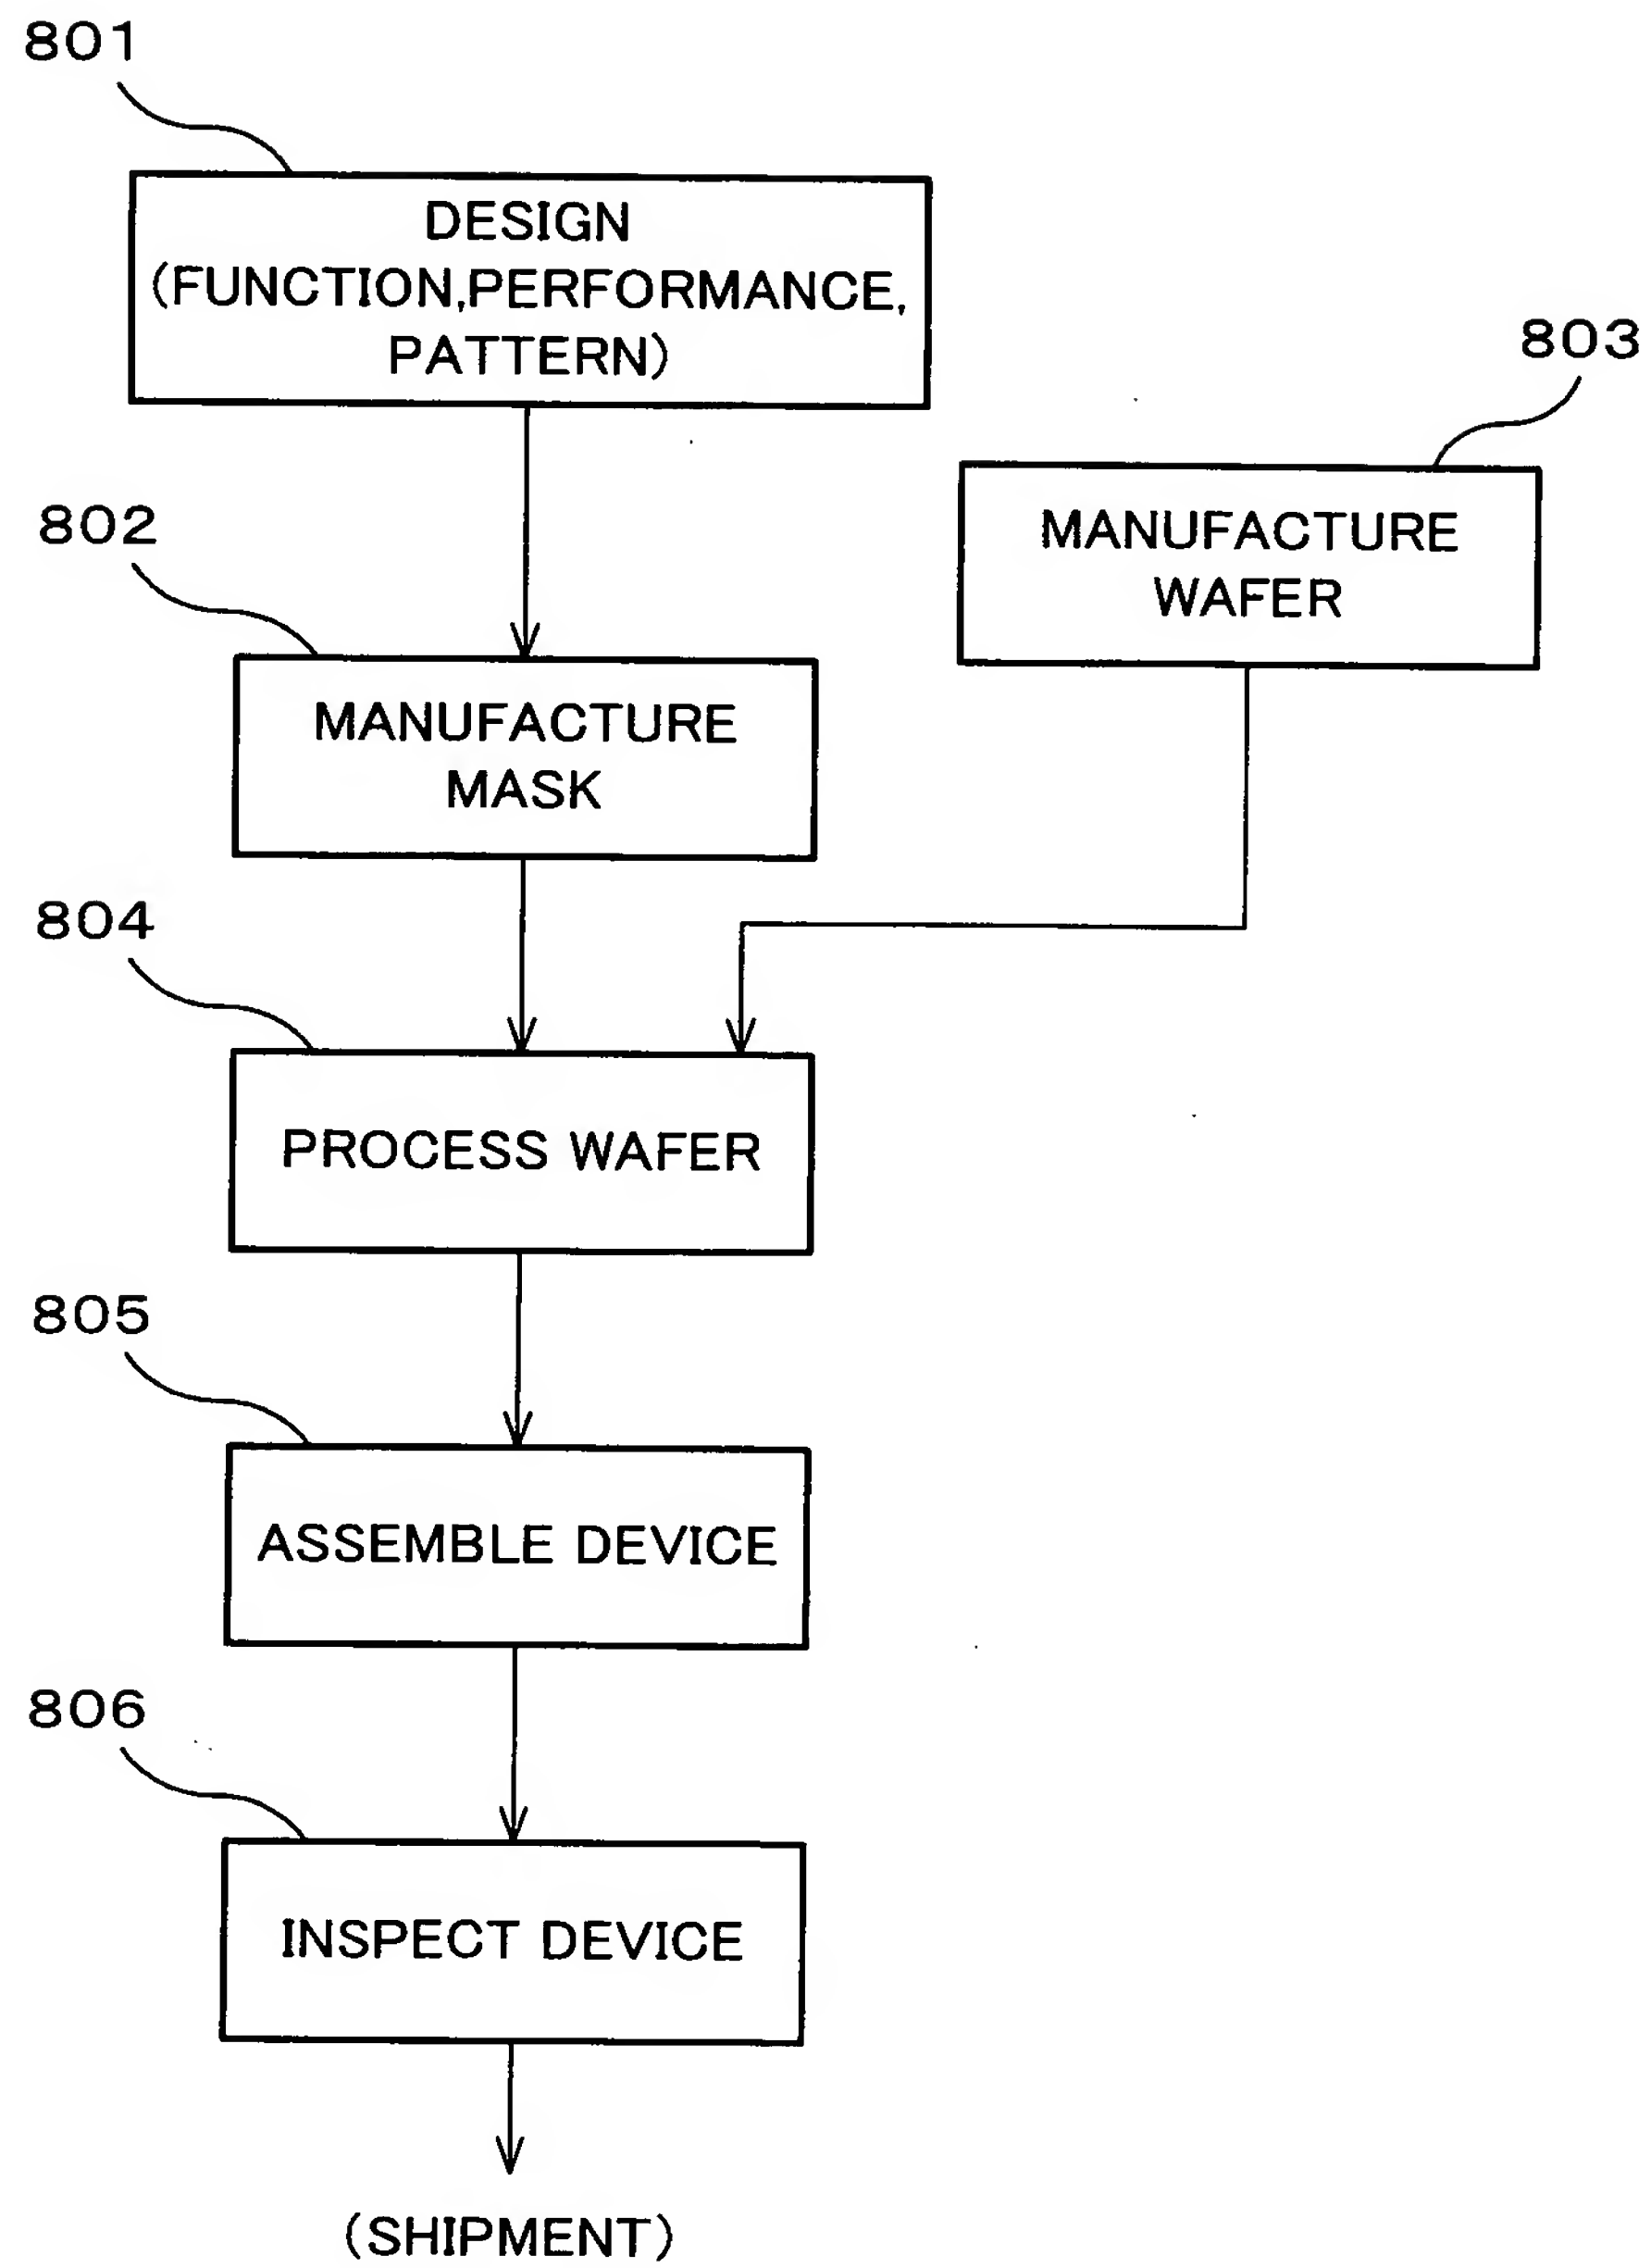 801
DESIGN
(FUNCTION,PERFORMANCE,
PATTERN)
803
MANUFACTURE
WAFER
802
MANUFACTURE
MASK
804
PROCESS WAFER
805
ASSEMBLE DEVICE
806
INSPECT DEVICE
(SHIPMENT)